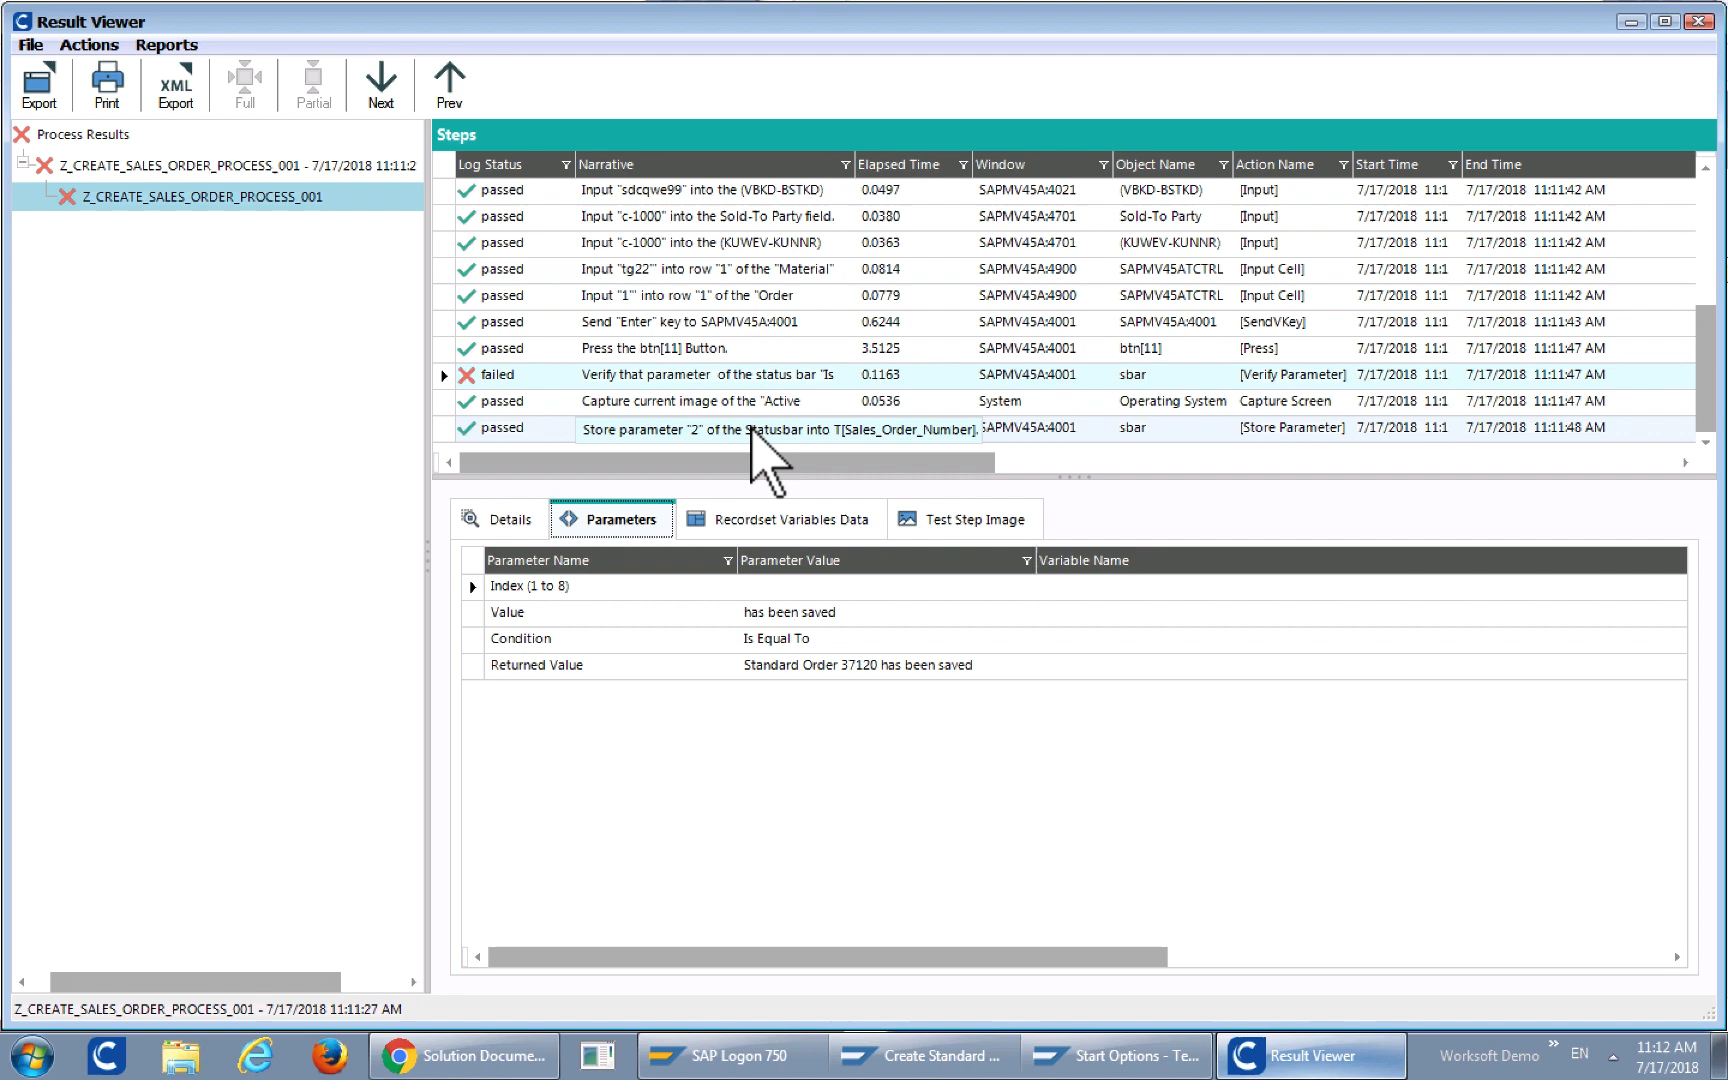 Result Viewer
File Actions Reports
Export Print XML Export Full Partial Next Prev
Process Results
Z_CREATE_SALES_ORDER_PROCESS_001 - 7/17/2018 11:11:2
Z_CREATE_SALES_ORDER_PROCESS_001
Steps
Log Status Narrative Elapsed Time Window Object Name Action Name Start Time End Time
passed Input "sdcqwe99" into the (VBKD-BSTKD) 0.0497 SAPMV45A:4021 (VBKD-BSTKD) [Input] 7/17/2018 11:1 7/17/2018 11:11:42 AM
passed Input "c-1000" into the Sold-To Party field. 0.0380 SAPMV45A:4701 Sold-To Party [Input] 7/17/2018 11:1 7/17/2018 11:11:42 AM
passed Input "c-1000" into the (KUWEV-KUNNR) 0.0363 SAPMV45A:4701 (KUWEV-KUNNR) [Input] 7/17/2018 11:1 7/17/2018 11:11:42 AM
passed Input "tg22'" into row "1" of the "Material" 0.0814 SAPMV45A:4900 SAPMV45ATCTRL [Input Cell] 7/17/2018 11:1 7/17/2018 11:11:42 AM
passed Input "1'" into row "1" of the "Order 0.0779 SAPMV45A:4900 SAPMV45ATCTRL [Input Cell] 7/17/2018 11:1 7/17/2018 11:11:42 AM
passed Send "Enter" key to SAPMV45A:4001 0.6244 SAPMV45A:4001 SAPMV45A:4001 [SendVKey] 7/17/2018 11:1 7/17/2018 11:11:43 AM
passed Press the btn[11] Button. 3.5125 SAPMV45A:4001 btn[11] [Press] 7/17/2018 11:1 7/17/2018 11:11:47 AM
failed Verify that parameter of the status bar "Is 0.1163 SAPMV45A:4001 sbar [Verify Parameter] 7/17/2018 11:1 7/17/2018 11:11:47 AM
passed Capture current image of the "Active 0.0536 System Operating System Capture Screen 7/17/2018 11:1 7/17/2018 11:11:47 AM
passed Store parameter "2" of the Statusbar into T[Sales_Order_Number]. SAPMV45A:4001 sbar [Store Parameter] 7/17/2018 11:1 7/17/2018 11:11:48 AM
Details Parameters Recordset Variables Data Test Step Image
Parameter Name Parameter Value Variable Name
Index (1 to 8)
Value has been saved
Condition Is Equal To
Returned Value Standard Order 37120 has been saved
Z_CREATE_SALES_ORDER_PROCESS_001 - 7/17/2018 11:11:27 AM
Solution Docume... SAP Logon 750 Create Standard ... Start Options - Te... Result Viewer Worksoft Demo » EN 11:12 AM
7/17/2018